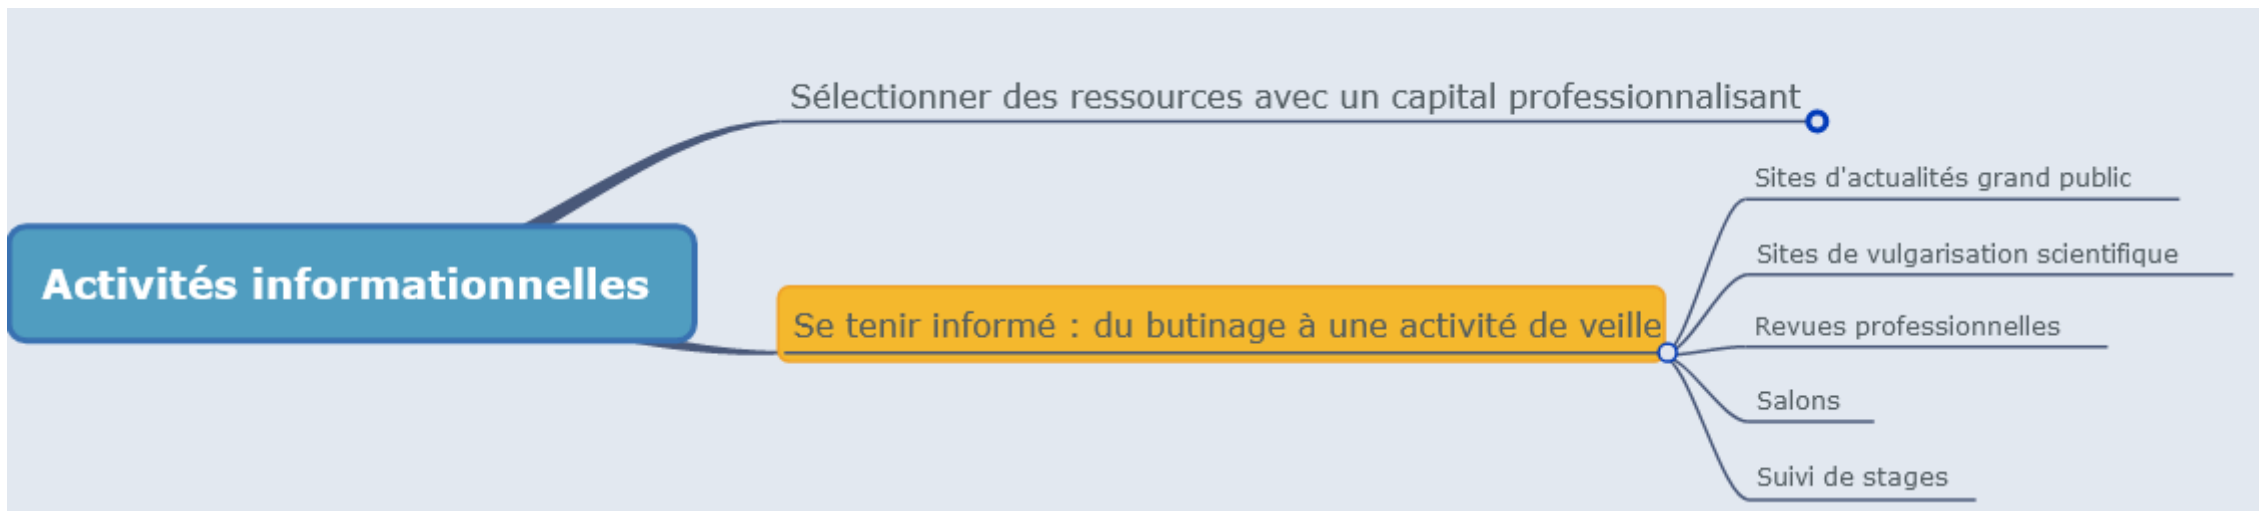 Sélectionner des ressources avec un capital professionnalisant
Activités informationnelles
Se tenir informé : du butinage à une activité de veille
Sites d'actualités grand public
Sites de vulgarisation scientifique
Revues professionnelles
Salons
Suivi de stages